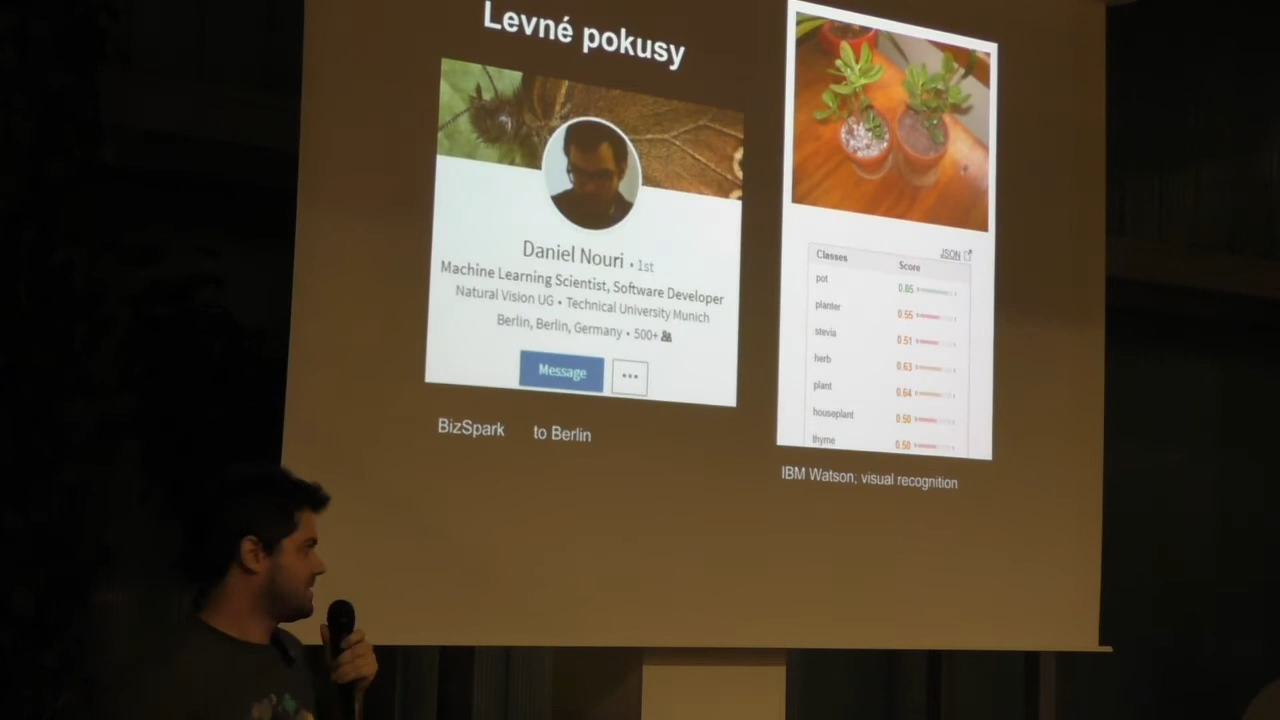 Levné pokusy
Daniel Nouri • 1st
Machine Learning Scientist, Software Developer
Natural Vision UG • Technical University Munich
Berlin, Berlin, Germany • 500+
Message
BizSpark to Berlin
JSON
Classes Score
pot 0.85
planter 0.55
stevia 0.51
herb 0.63
plant 0.64
houseplant 0.50
thyme 0.50
IBM Watson; visual recognition